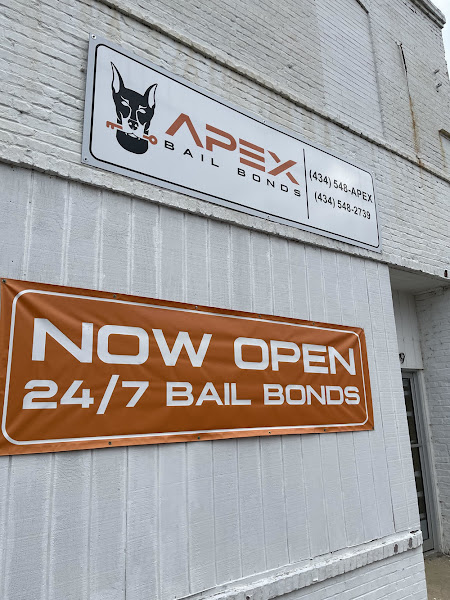 APEX
BAIL BONDS
(434) 548-APEX
(434) 548-2739
NOW OPEN
24/7 BAIL BONDS